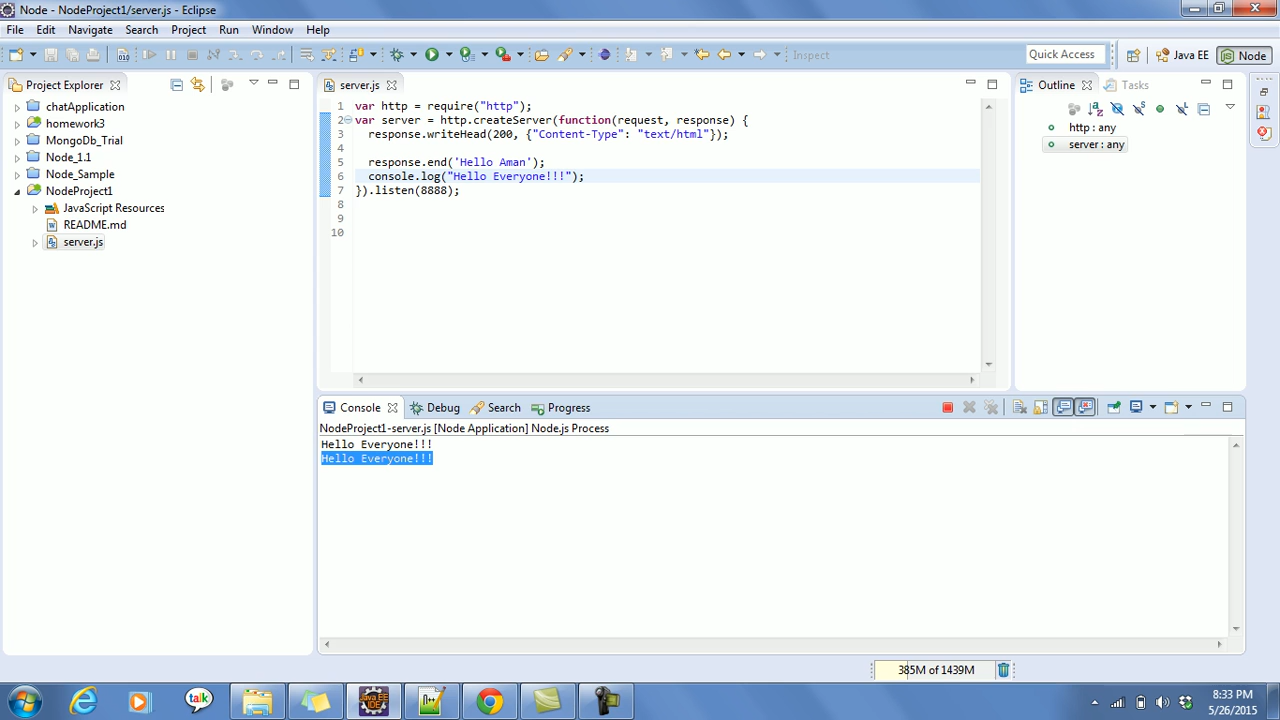 Node - NodeProject1/server.js - Eclipse
File Edit Navigate Search Project Run Window Help
Inspect Quick Access Java EE Node
Project Explorer
chatApplication
homework3
MongoDb_Trial
Node_1.1
Node_Sample
NodeProject1
JavaScript Resources
README.md
server.js
server.js
1 var http = require("http");
2 var server = http.createServer(function(request, response) {
3 response.writeHead(200, {"Content-Type": "text/html"});
4
5 response.end('Hello Aman');
6 console.log("Hello Everyone!!!");
7 }).listen(8888);
8
9
10
Outline Tasks
http : any
server : any
Console Debug Search Progress
NodeProject1-server.js [Node Application] Node.js Process
Hello Everyone!!!
Hello Everyone!!!
385M of 1439M
talk
Java EE
IDE
8:33 PM
5/26/2015